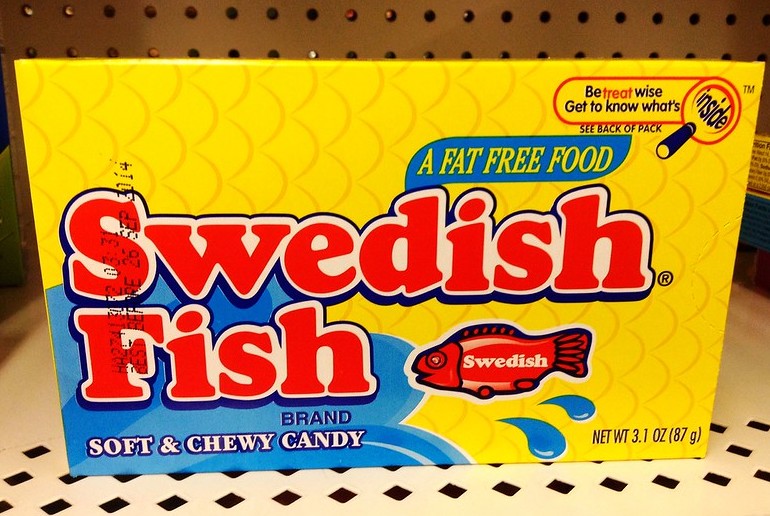 Be treat wise
Get to know what's inside
TM
SEE BACK OF PACK
A FAT FREE FOOD
Swedish®
Fish
Swedish
BRAND
SOFT & CHEWY CANDY
NET WT 3.1 OZ (87 g)